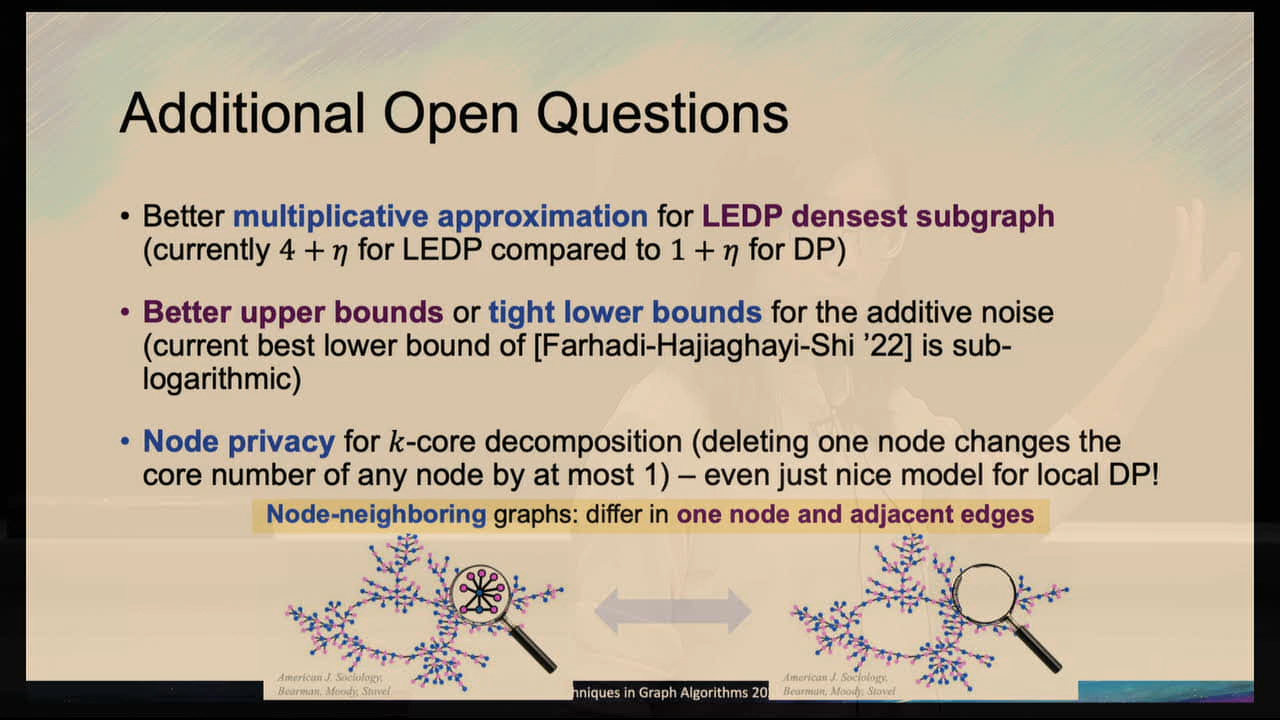 Additional Open Questions
• Better multiplicative approximation for LEDP densest subgraph
(currently 4 + η for LEDP compared to 1 + η for DP)
• Better upper bounds or tight lower bounds for the additive noise
(current best lower bound of [Farhadi-Hajiaghayi-Shi ’22] is sub-
logarithmic)
• Node privacy for k-core decomposition (deleting one node changes the
core number of any node by at most 1) – even just nice model for local DP!
Node-neighboring graphs: differ in one node and adjacent edges
American J. Sociology,
Bearman, Moody, Stovel
American J. Sociology,
Bearman, Moody, Stovel
hniques in Graph Algorithms 20